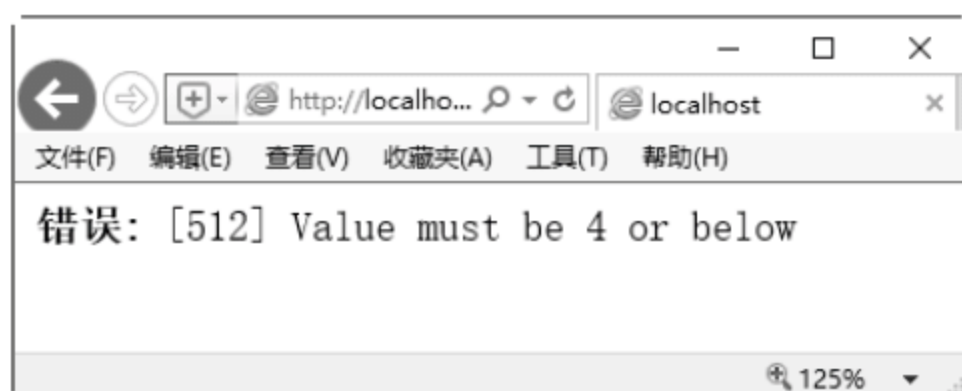 http://localho...
localhost
文件(F) 编辑(E) 查看(V) 收藏夹(A) 工具(T) 帮助(H)
错误: [512] Value must be 4 or below
125%